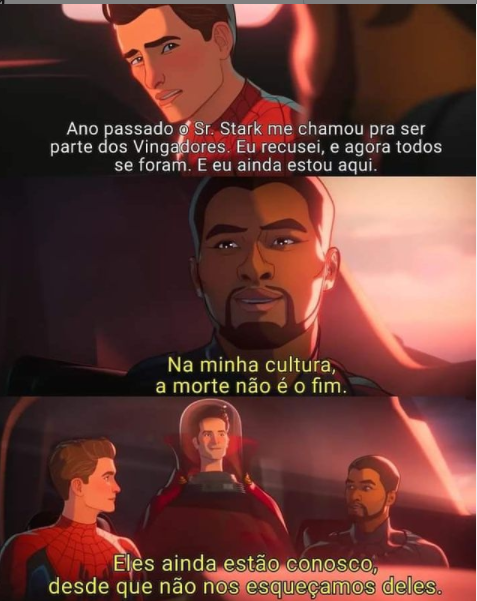 Ano passado o Sr. Stark me chamou pra ser
parte dos Vingadores. Eu recusei, e agora todos
se foram. E eu ainda estou aqui.
Na minha cultura,
a morte não é o fim.
Eles ainda estão conosco,
desde que não nos esqueçamos deles.